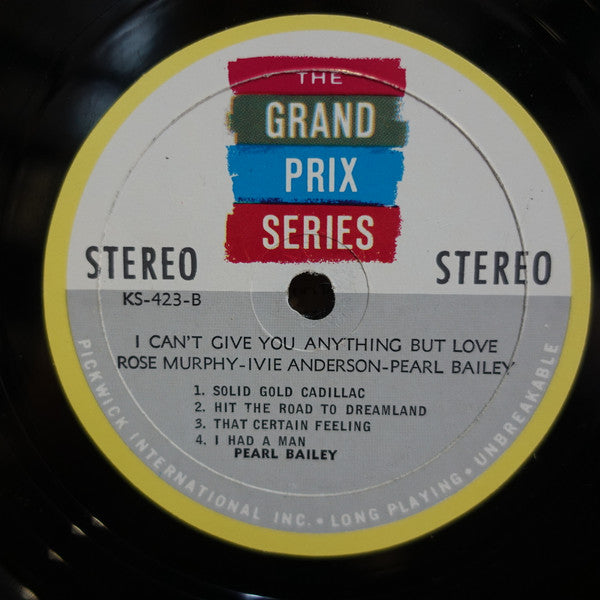 THE
GRAND
PRIX
SERIES
STEREO
STEREO
KS-423-B
I CAN'T GIVE YOU ANYTHING BUT LOVE
ROSE MURPHY-IVIE ANDERSON-PEARL BAILEY
1. SOLID GOLD CADILLAC
2. HIT THE ROAD TO DREAMLAND
3. THAT CERTAIN FEELING
4. I HAD A MAN
PEARL BAILEY
PICKWICK INTERNATIONAL INC. • LONG PLAYING • UNBREAKABLE